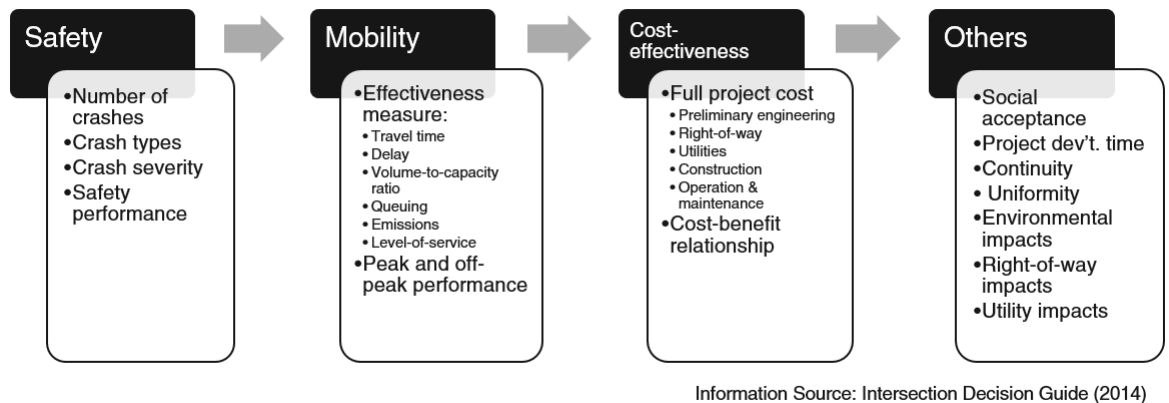 Safety
•Number of
crashes
•Crash types
•Crash severity
•Safety
performance
Mobility
•Effectiveness
measure:
•Travel time
•Delay
•Volume-to-capacity
ratio
•Queuing
•Emissions
•Level-of-service
•Peak and off-
peak performance
Cost-
effectiveness
•Full project cost
•Preliminary engineering
•Right-of-way
•Utilities
•Construction
•Operation &
maintenance
•Cost-benefit
relationship
Others
•Social
acceptance
•Project dev't. time
•Continuity
• Uniformity
•Environmental
impacts
•Right-of-way
impacts
•Utility impacts
Information Source: Intersection Decision Guide (2014)